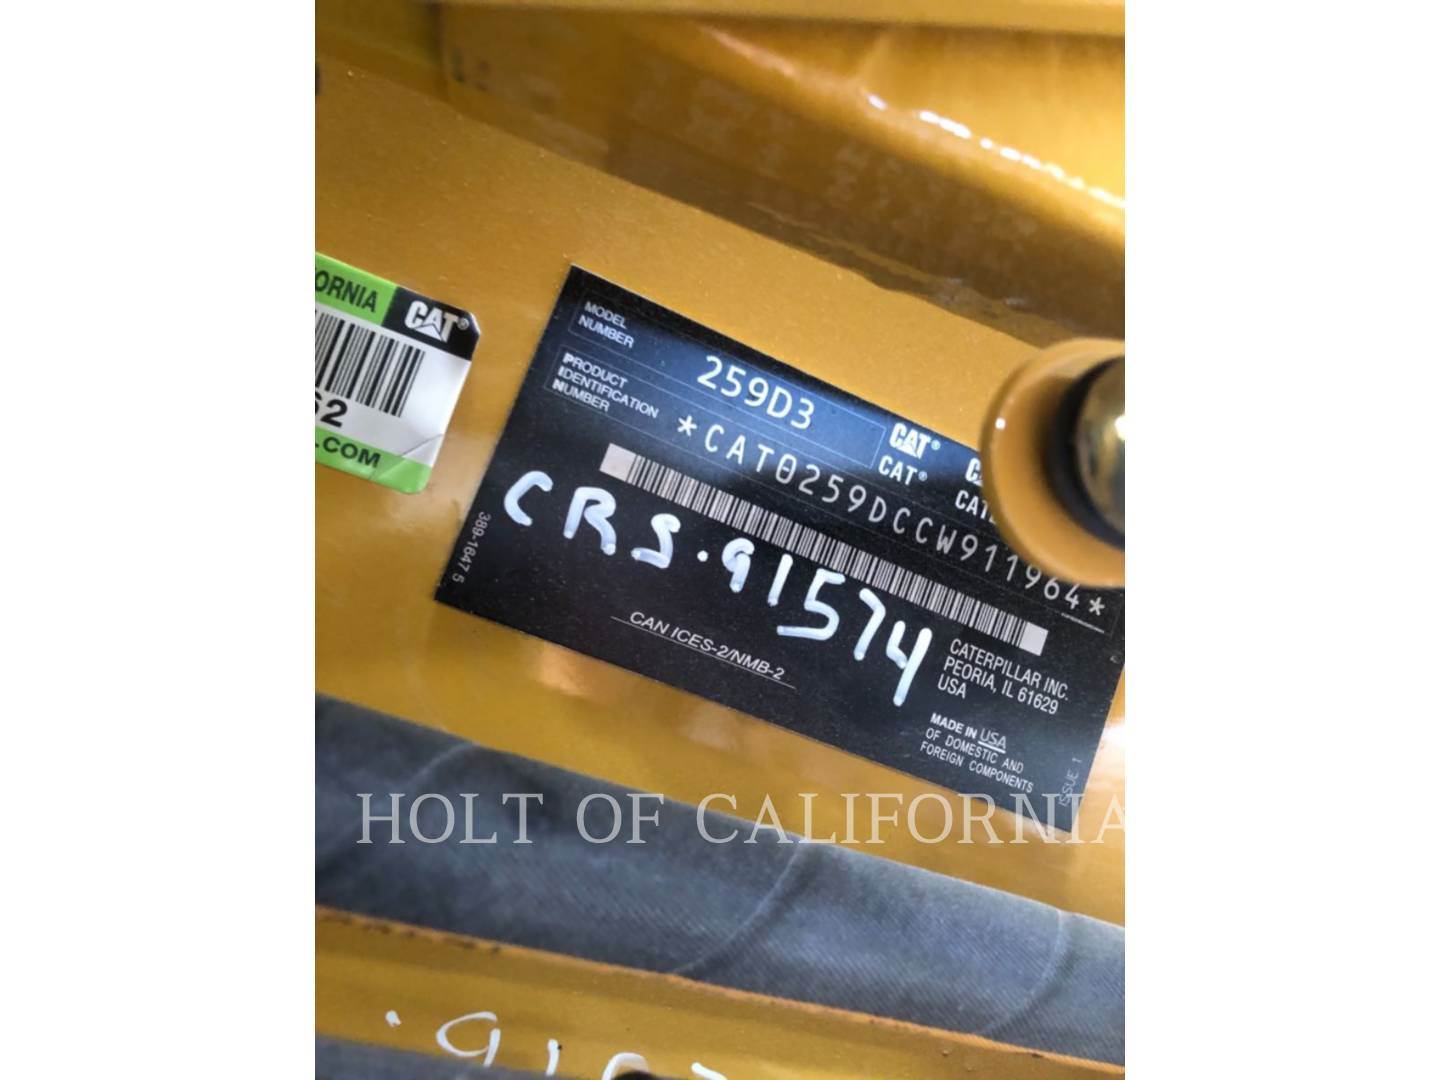 ORNIA CAT®
62
.COM
MODEL NUMBER 259D3
PRODUCT IDENTIFICATION NUMBER *CAT0259DCCW911964*
CAT®
CAT®
CAT
CRS.91574
389-1647 5
CAN ICES-2/NMB-2
CATERPILLAR INC.
PEORIA, IL 61629
USA
MADE IN USA
OF DOMESTIC AND
FOREIGN COMPONENTS
ISSUE 1
HOLT OF CALIFORNIA